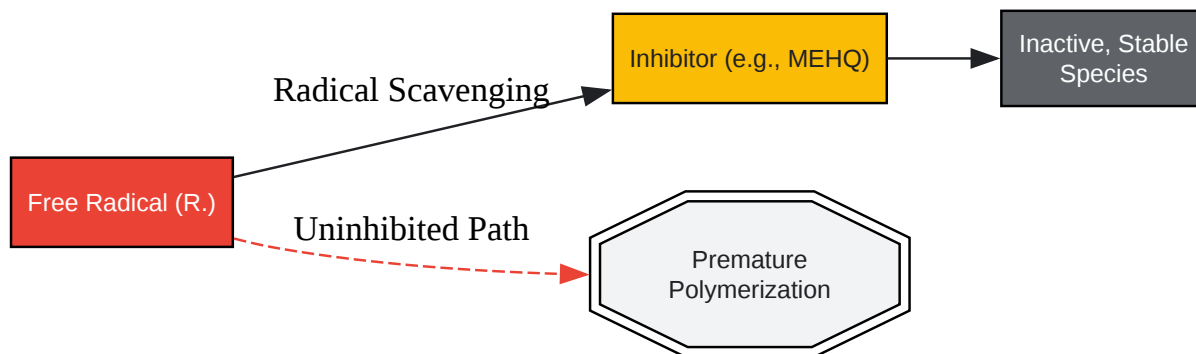 Inhibitor (e.g., MEHQ)
Inactive, Stable
Species
Radical Scavenging
Free Radical (R.)
Uninhibited Path
Premature
Polymerization